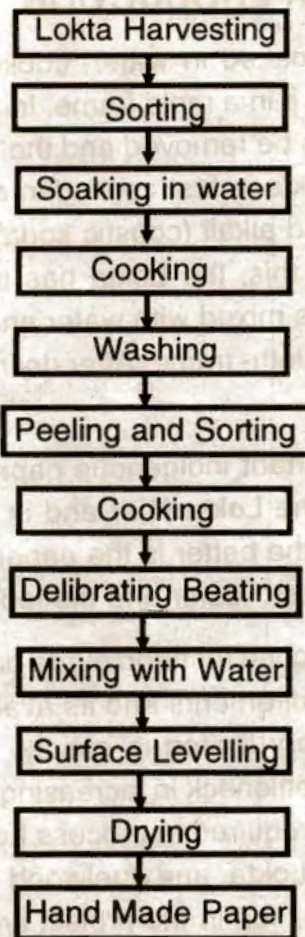 Lokta Harvesting
Sorting
Soaking in water
Cooking
Washing
Peeling and Sorting
Cooking
Delibrating Beating
Mixing with Water
Surface Levelling
Drying
Hand Made Paper